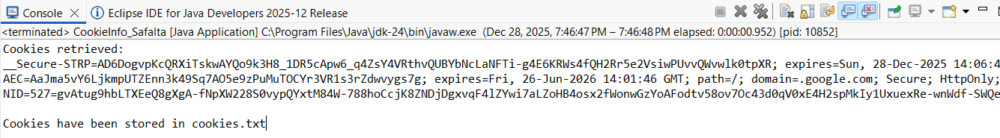 Console Eclipse IDE for Java Developers 2025-12 Release
<terminated> CookieInfo_Safalta [Java Application] C:\Program Files\Java\jdk-24\bin\javaw.exe (Dec 28, 2025, 7:46:47 PM – 7:46:48 PM elapsed: 0:00:00.952) [pid: 10852]
Cookies retrieved:
__Secure-STRP=AD6DogvpKcQRXiTskwAYQo9k3H8_1DR5cApw6_q4ZsY4VRthvQUBYbNcLaNFTi-g4E6KRWs4fQH2Rr5e2VsiwPUvvQWvwlk0tpXR; expires=Sun, 28-Dec-2025 14:06:4
AEC=AaJma5vY6LjkmpUTZEnn3k49Sq7AO5e9zPuMuTOCYr3VR1s3rZdwvygs7g; expires=Fri, 26-Jun-2026 14:01:46 GMT; path=/; domain=.google.com; Secure; HttpOnly;
NID=527=gvAtug9hbLTXEeQ8gXgA-fNpXW228S0vypQYxtM84W-788hoCcjK8ZNDjDgxvqF4lZYwi7aLZoHB4osx2fWonwGzYoAFodtv58ov7Oc43d0qV0xE4H2spMkIy1UxuexRe-wnWdf-SWQe
Cookies have been stored in cookies.txt